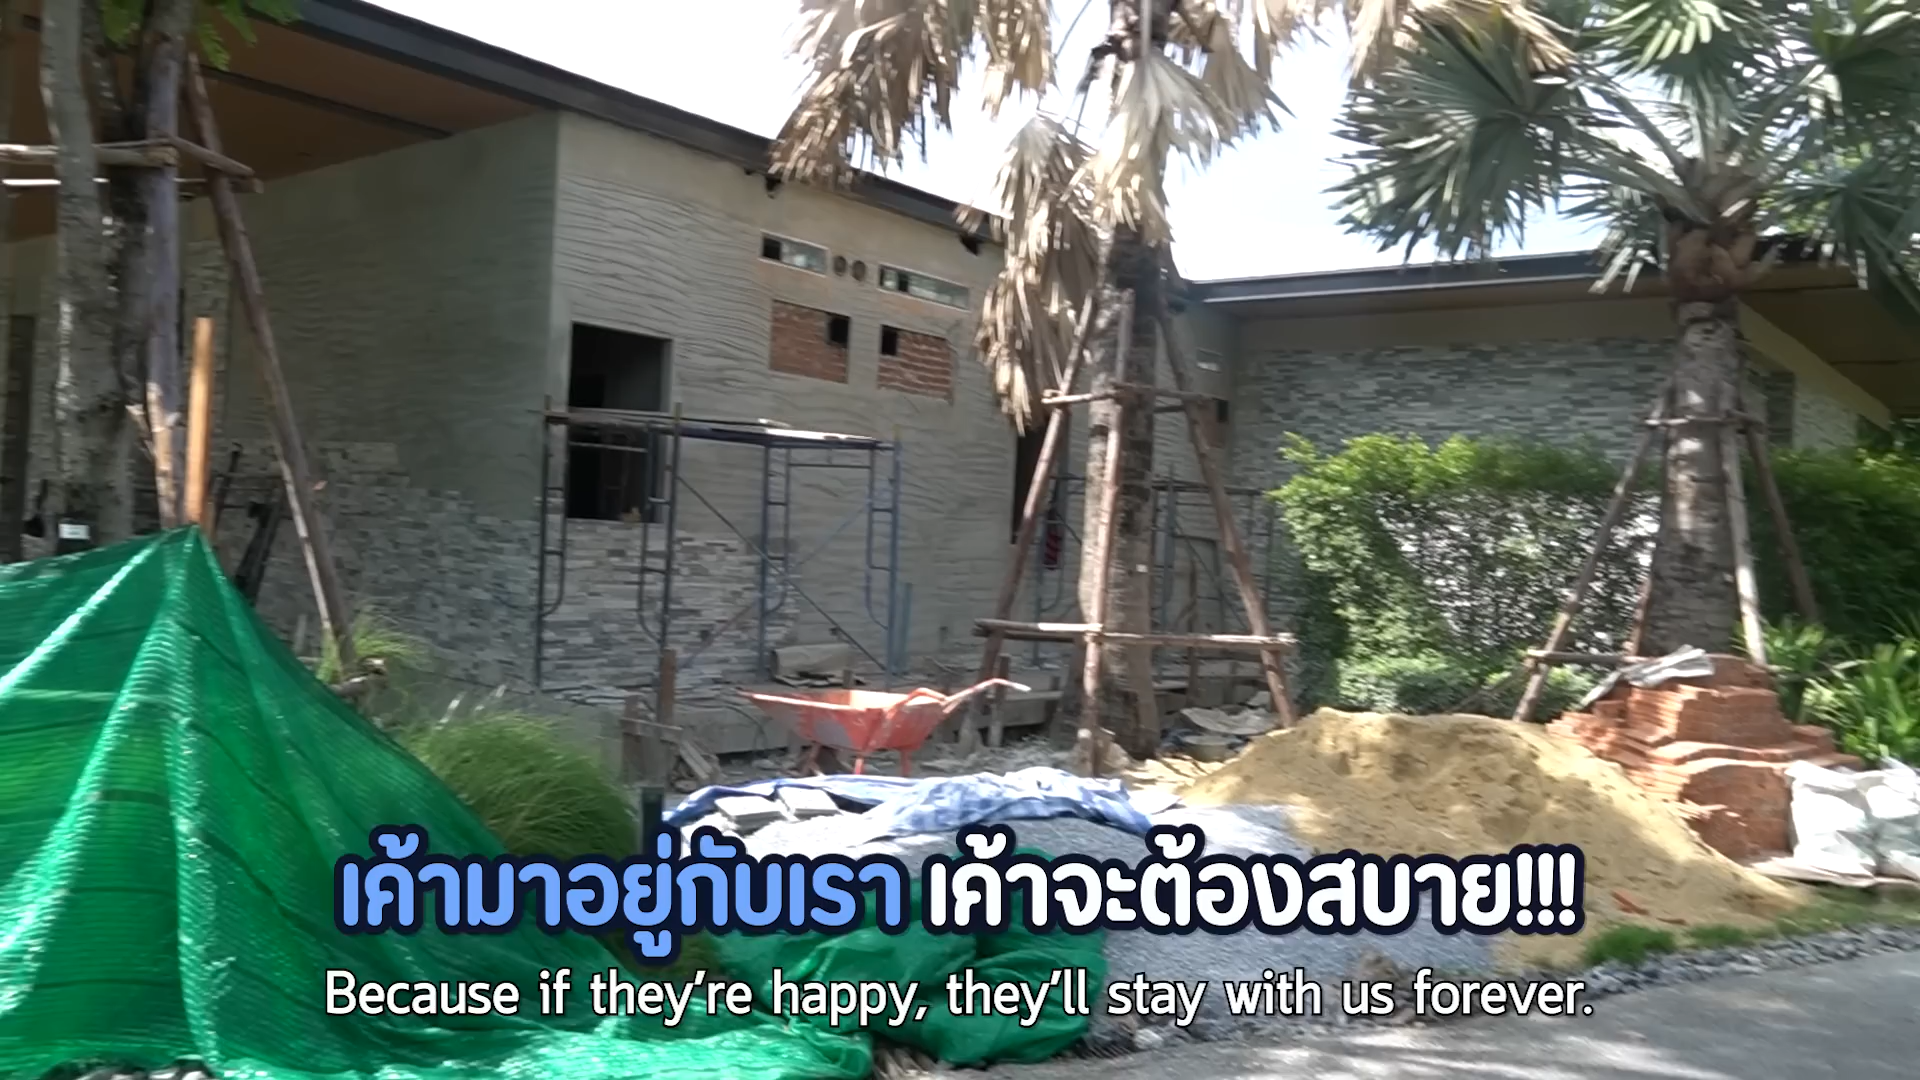 เค้ามาอยู่กับเรา เค้าจะต้องสบาย!!!
Because if they're happy, they'll stay with us forever.